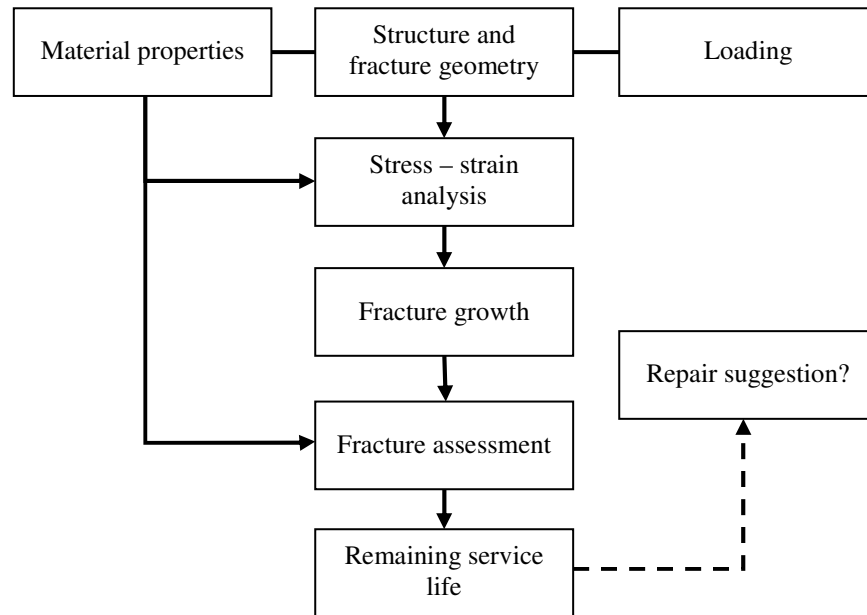 Material properties
Structure and
fracture geometry
Loading
Stress – strain
analysis
Fracture growth
Repair suggestion?
Fracture assessment
Remaining service
life